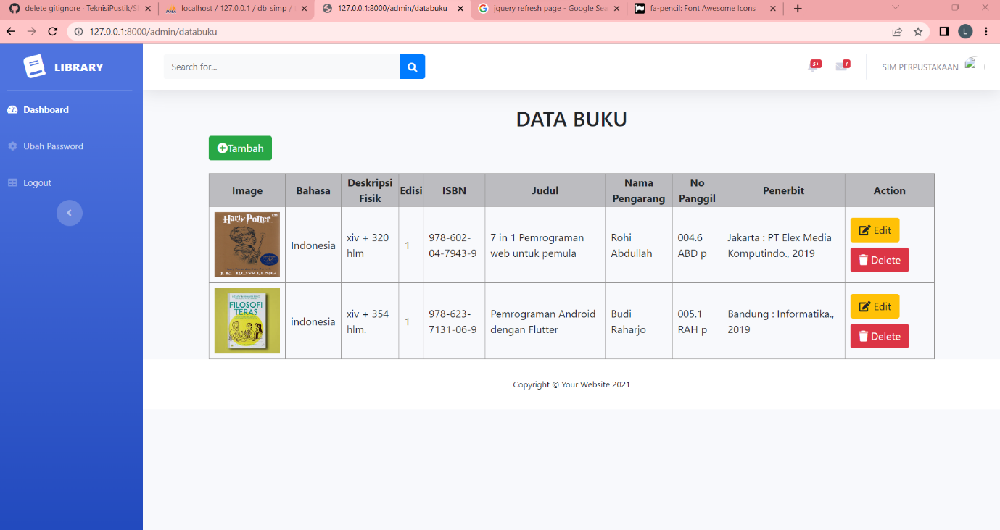 delete gitignore · TeknisiPustik/S
localhost / 127.0.0.1 / db_simp /
127.0.0.1:8000/admin/databuku
jquery refresh page - Google Sea
fa-pencil: Font Awesome Icons
127.0.0.1:8000/admin/databuku
L
LIBRARY
Search for...
3+
7
SIM PERPUSTAKAAN
Dashboard
Ubah Password
Logout
DATA BUKU
Tambah
Image Bahasa Deskripsi Fisik Edisi ISBN Judul Nama Pengarang No Panggil Penerbit Action
Harry Potter
J.K. ROWLING
Indonesia
xiv + 320
hlm
1
978-602-
04-7943-9
7 in 1 Pemrograman
web untuk pemula
Rohi
Abdullah
004.6
ABD p
Jakarta : PT Elex Media
Komputindo., 2019
Edit
Delete
FILOSOFI
TERAS
indonesia
xiv + 354
hlm.
1
978-623-
7131-06-9
Pemrograman Android
dengan Flutter
Budi
Raharjo
005.1
RAH p
Bandung : Informatika.,
2019
Edit
Delete
Copyright © Your Website 2021